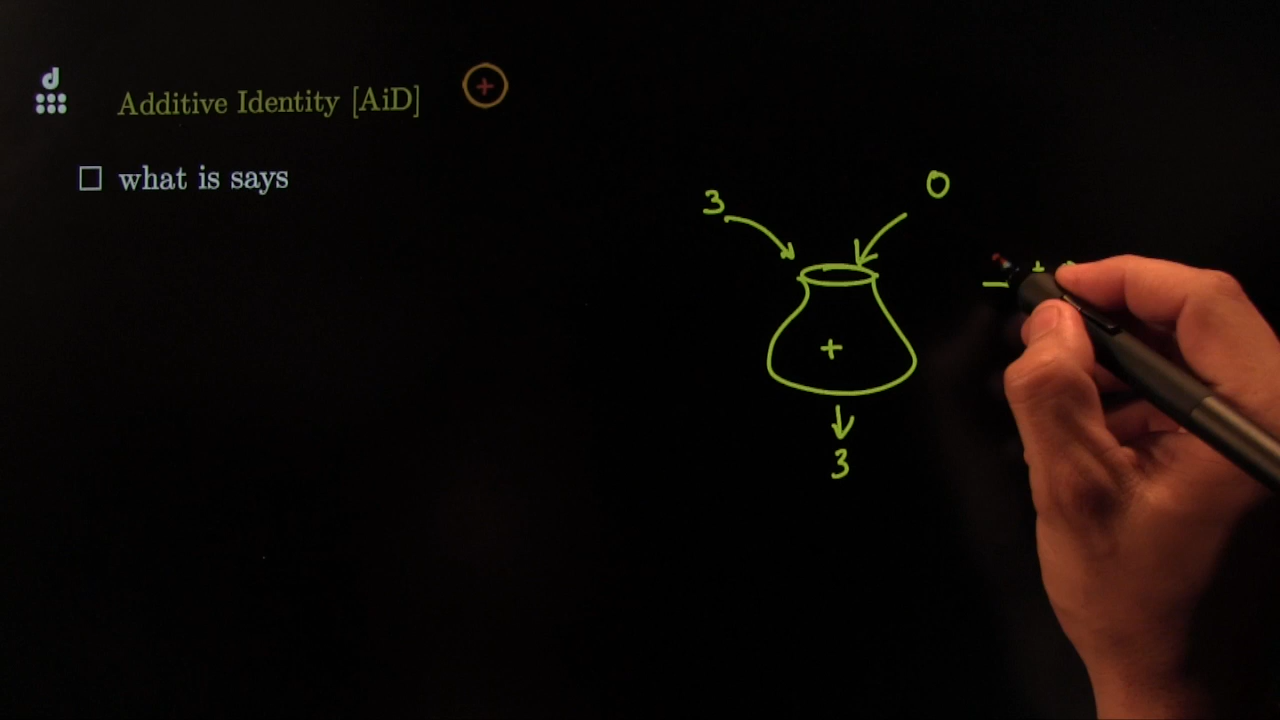 d
Additive Identity [AiD] +
☐ what is says
3 0
+
3
— +